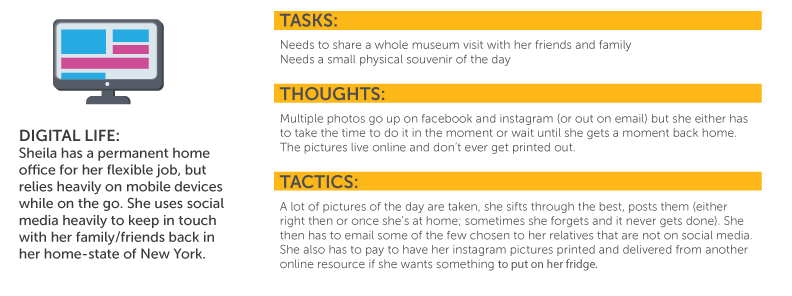 DIGITAL LIFE:
Sheila has a permanent home
office for her flexible job, but
relies heavily on mobile devices
while on the go. She uses social
media heavily to keep in touch
with her family/friends back in
her home-state of New York.
TASKS:
Needs to share a whole museum visit with her friends and family
Needs a small physical souvenir of the day
THOUGHTS:
Multiple photos go up on facebook and instagram (or out on email) but she either has
to take the time to do it in the moment or wait until she gets a moment back home.
The pictures live online and don’t ever get printed out.
TACTICS:
A lot of pictures of the day are taken, she sifts through the best, posts them (either
right then or once she’s at home; sometimes she forgets and it never gets done). She
then has to email some of the few chosen to her relatives that are not on social media.
She also has to pay to have her instagram pictures printed and delivered from another
online resource if she wants something to put on her fridge.